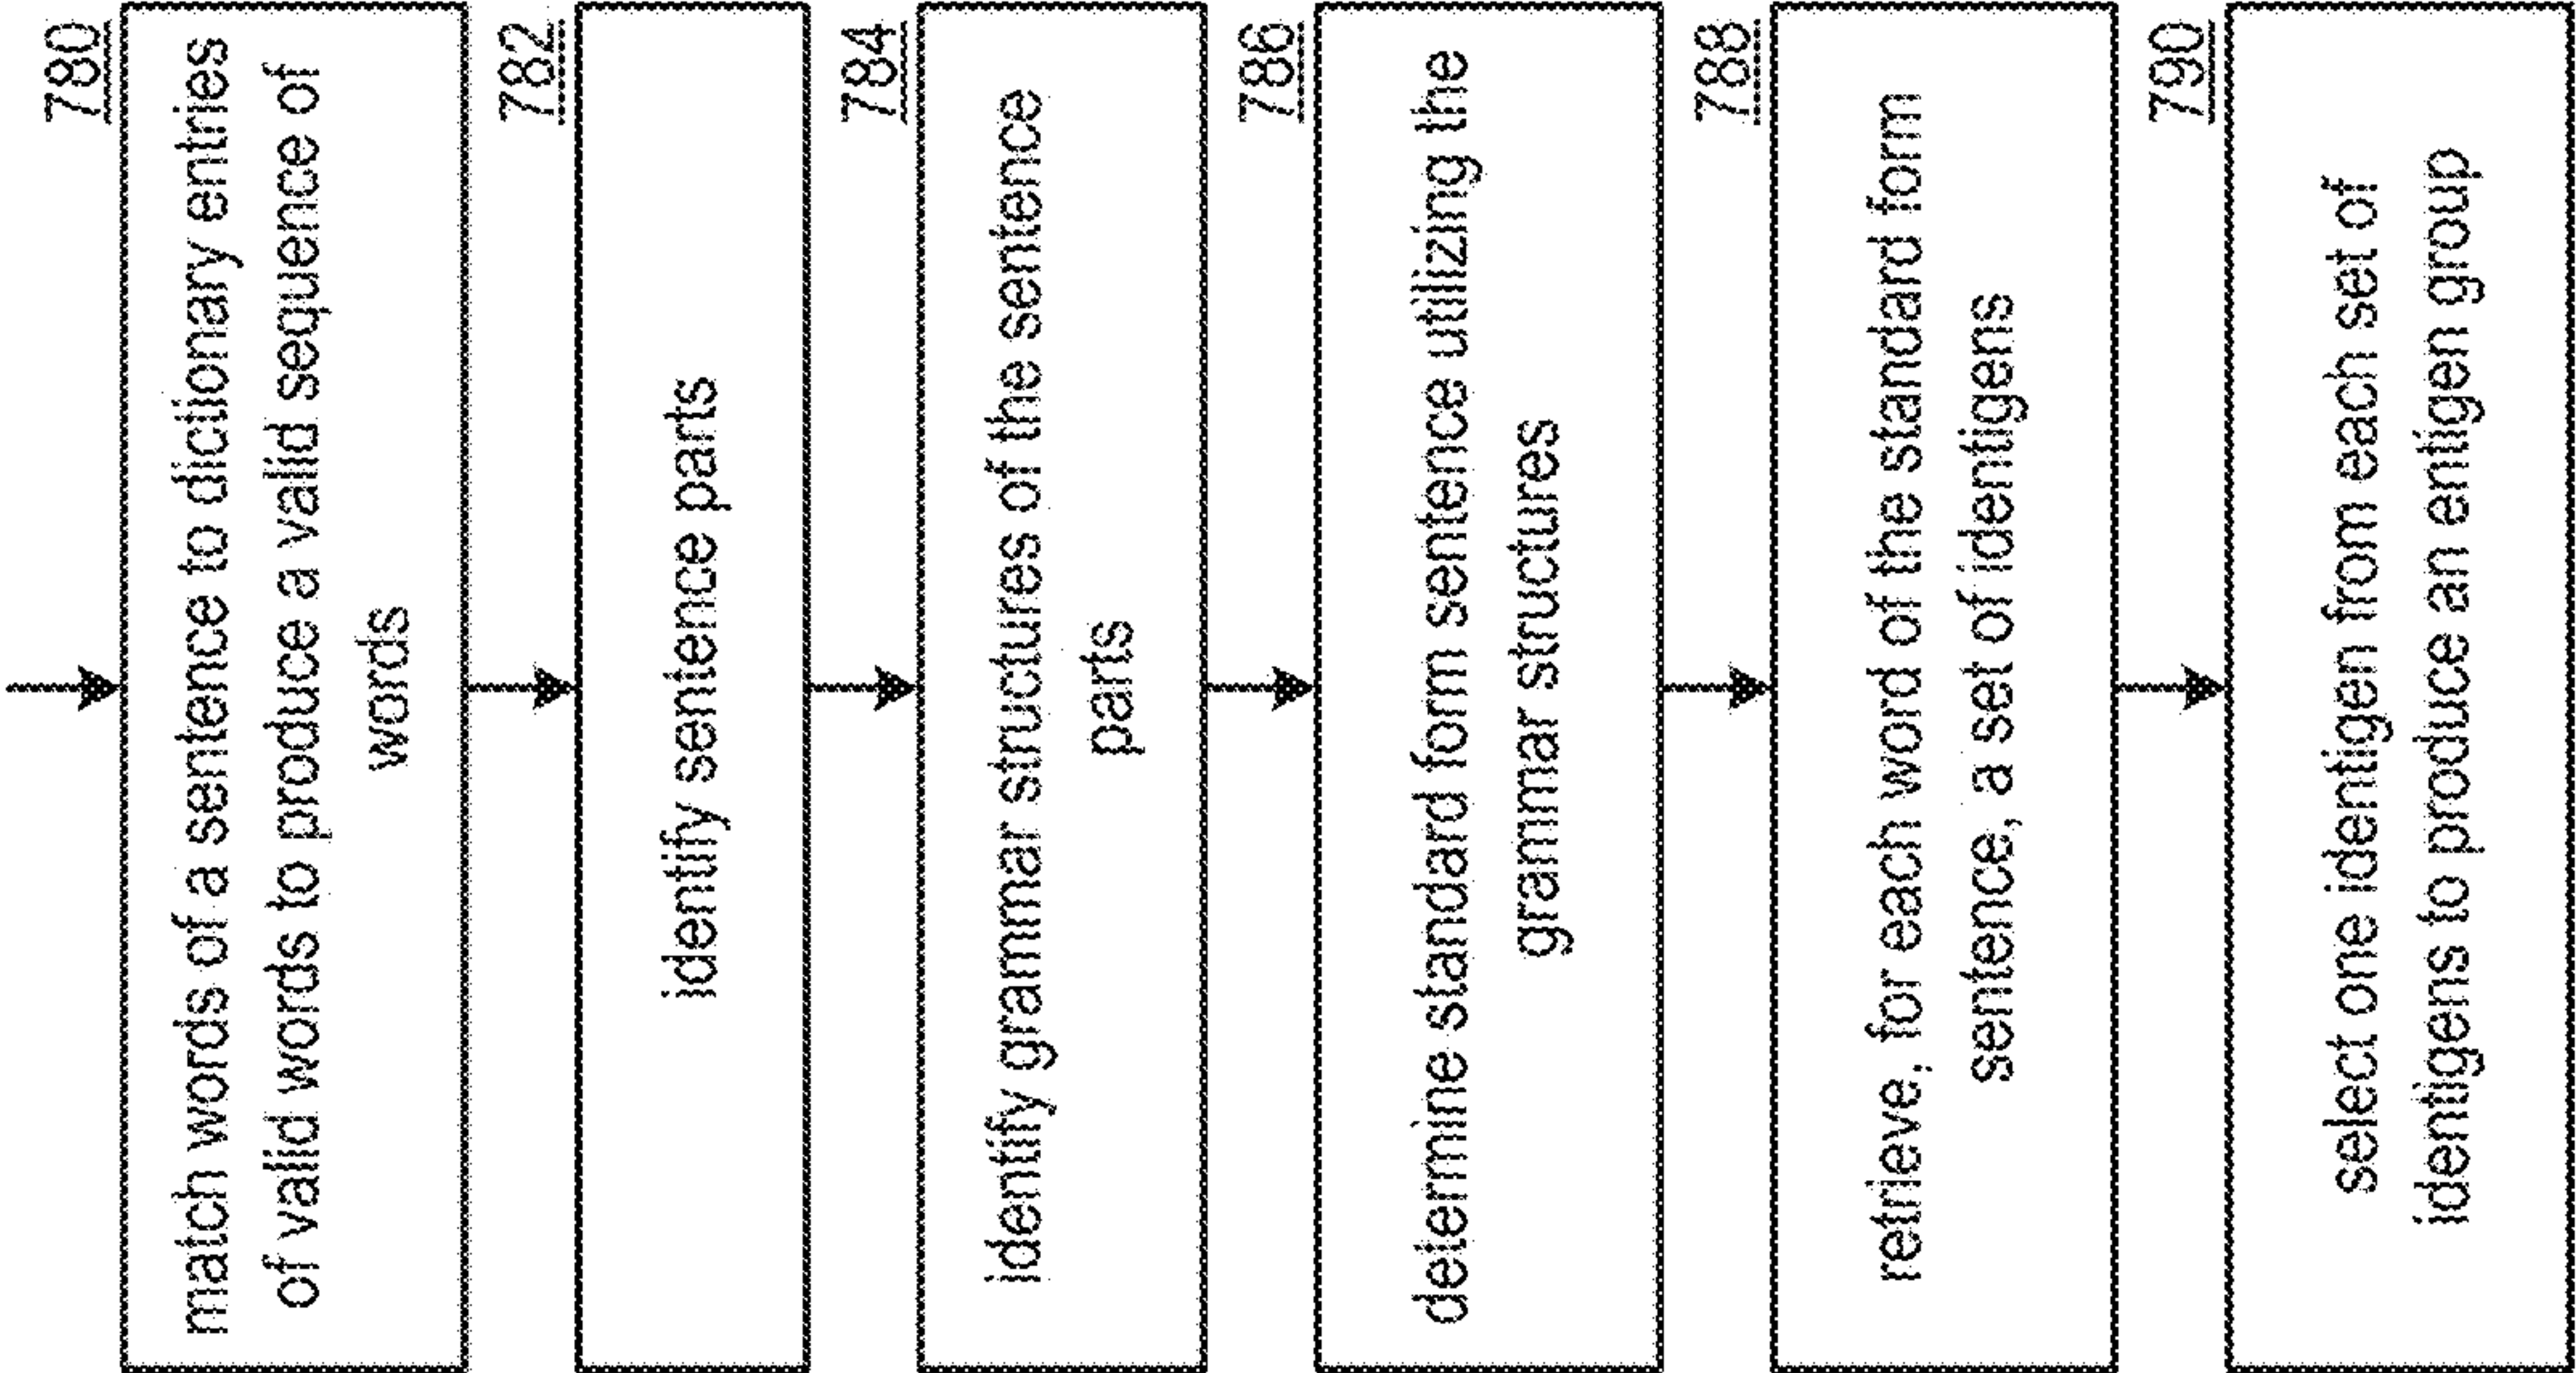 780
match words of a sentence to dictionary entries
of valid words to produce a valid sequence of
words
782
identify sentence parts
784
identify grammar structures of the sentence
parts
786
determine standard form sentence utilizing the
grammar structures
788
retrieve, for each word of the standard form
sentence, a set of identigens
790
select one identigen from each set of
identigens to produce an entigen group